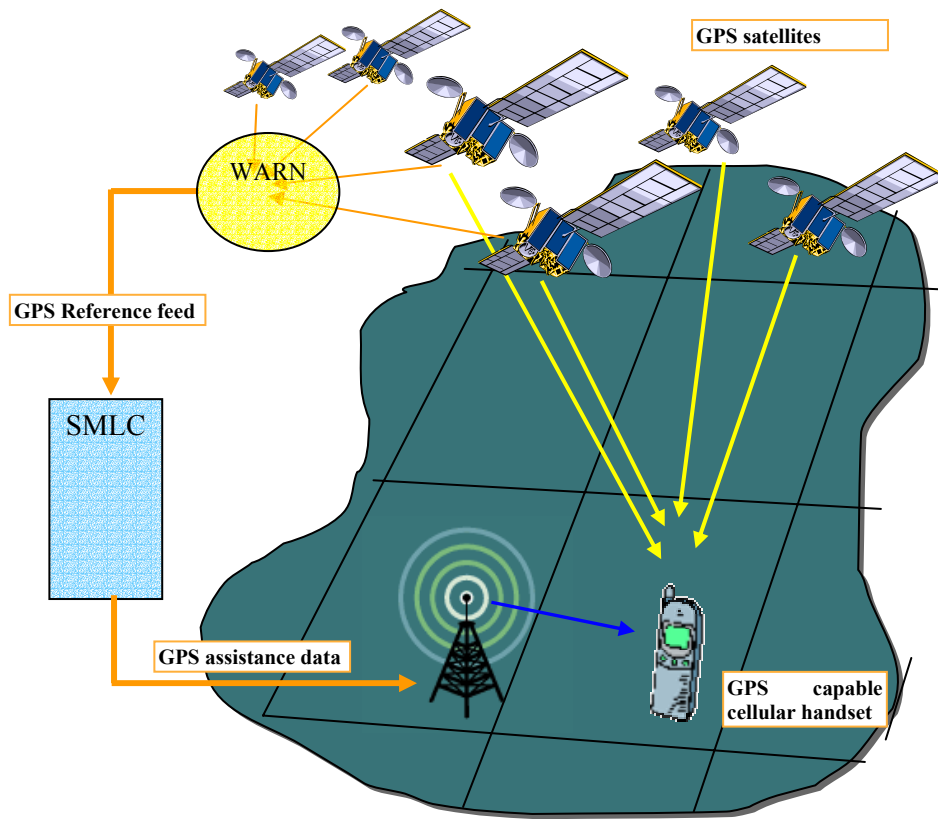 GPS satellites
WARN
GPS Reference feed
SMLC
GPS assistance data
GPS capable
cellular handset